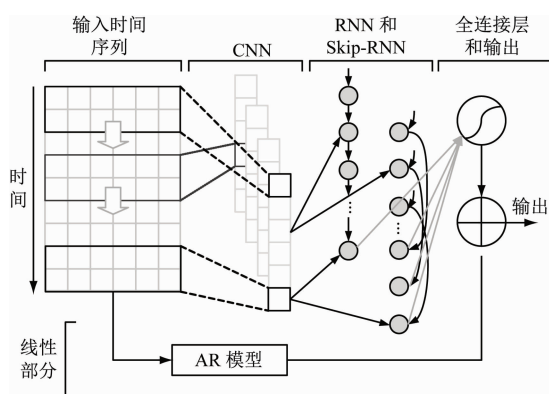 输入时间
序列
CNN
RNN 和
Skip-RNN
全连接层
和输出
时间
输出
线性
部分
AR 模型